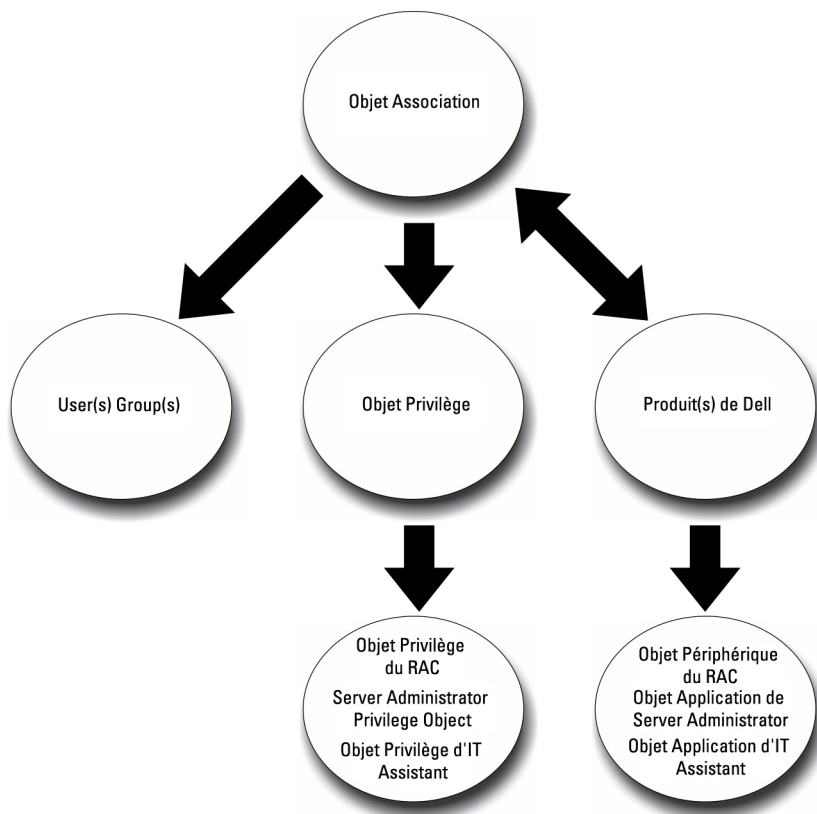 Objet Association
User(s) Group(s)
Objet Privilège
Produit(s) de Dell
Objet Privilège
du RAC
Server Administrator
Privilege Object
Objet Privilège d'IT
Assistant
Objet Périphérique
du RAC
Objet Application de
Server Administrator
Objet Application d'IT
Assistant